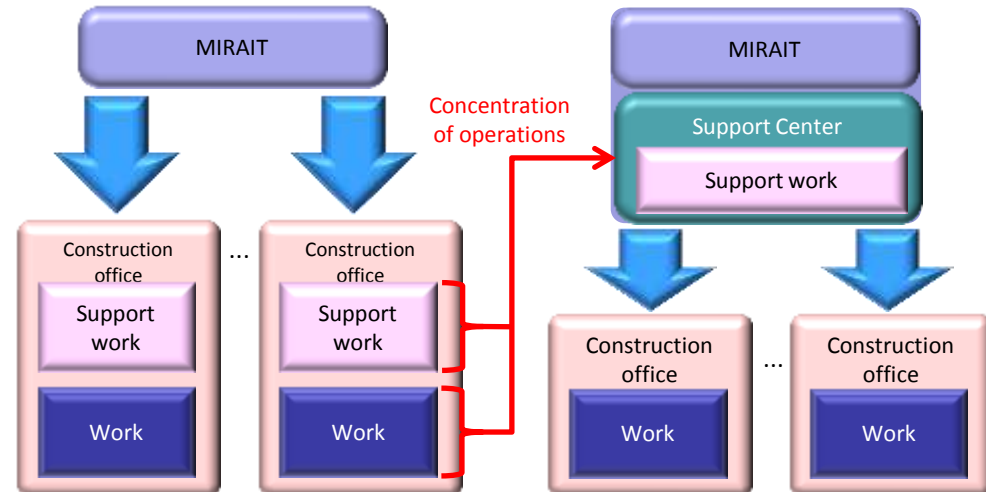 MIRAIT
Construction
office
Support
work
Work
...
Construction
office
Support
work
Work
Concentration
of operations
MIRAIT
Support Center
Support work
Construction
office
Work
...
Construction
office
Work